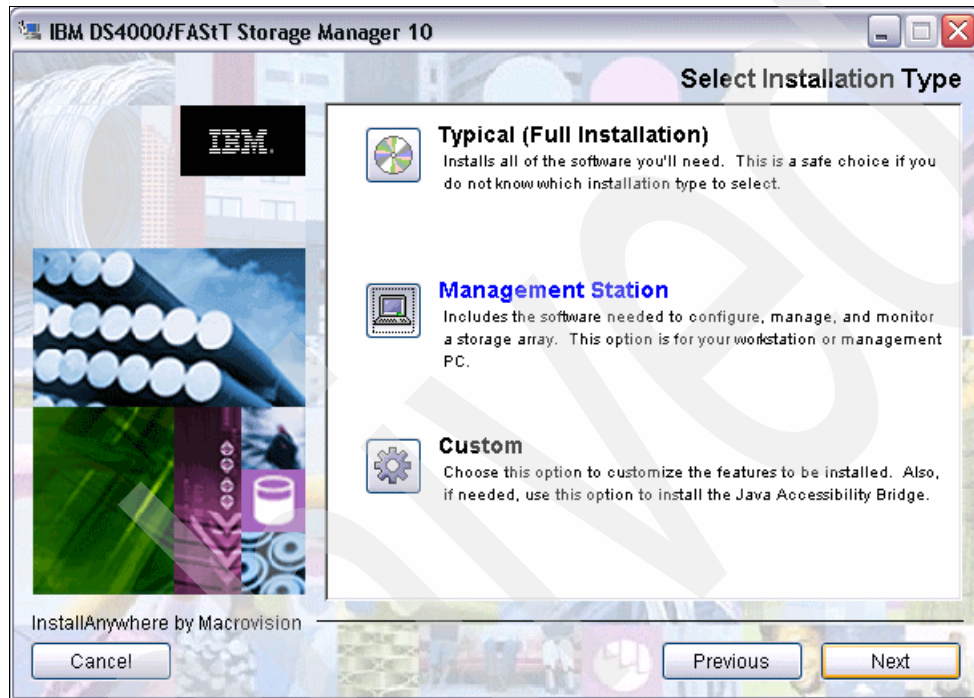 IBM DS4000/FAStT Storage Manager 10
Select Installation Type
IBM.
Typical (Full Installation)
Installs all of the software you'll need. This is a safe choice if you
do not know which installation type to select.
Management Station
Includes the software needed to configure, manage, and monitor
a storage array. This option is for your workstation or management
PC.
Custom
Choose this option to customize the features to be installed. Also,
if needed, use this option to install the Java Accessibility Bridge.
InstallAnywhere by Macrovision
Cancel
Previous
Next